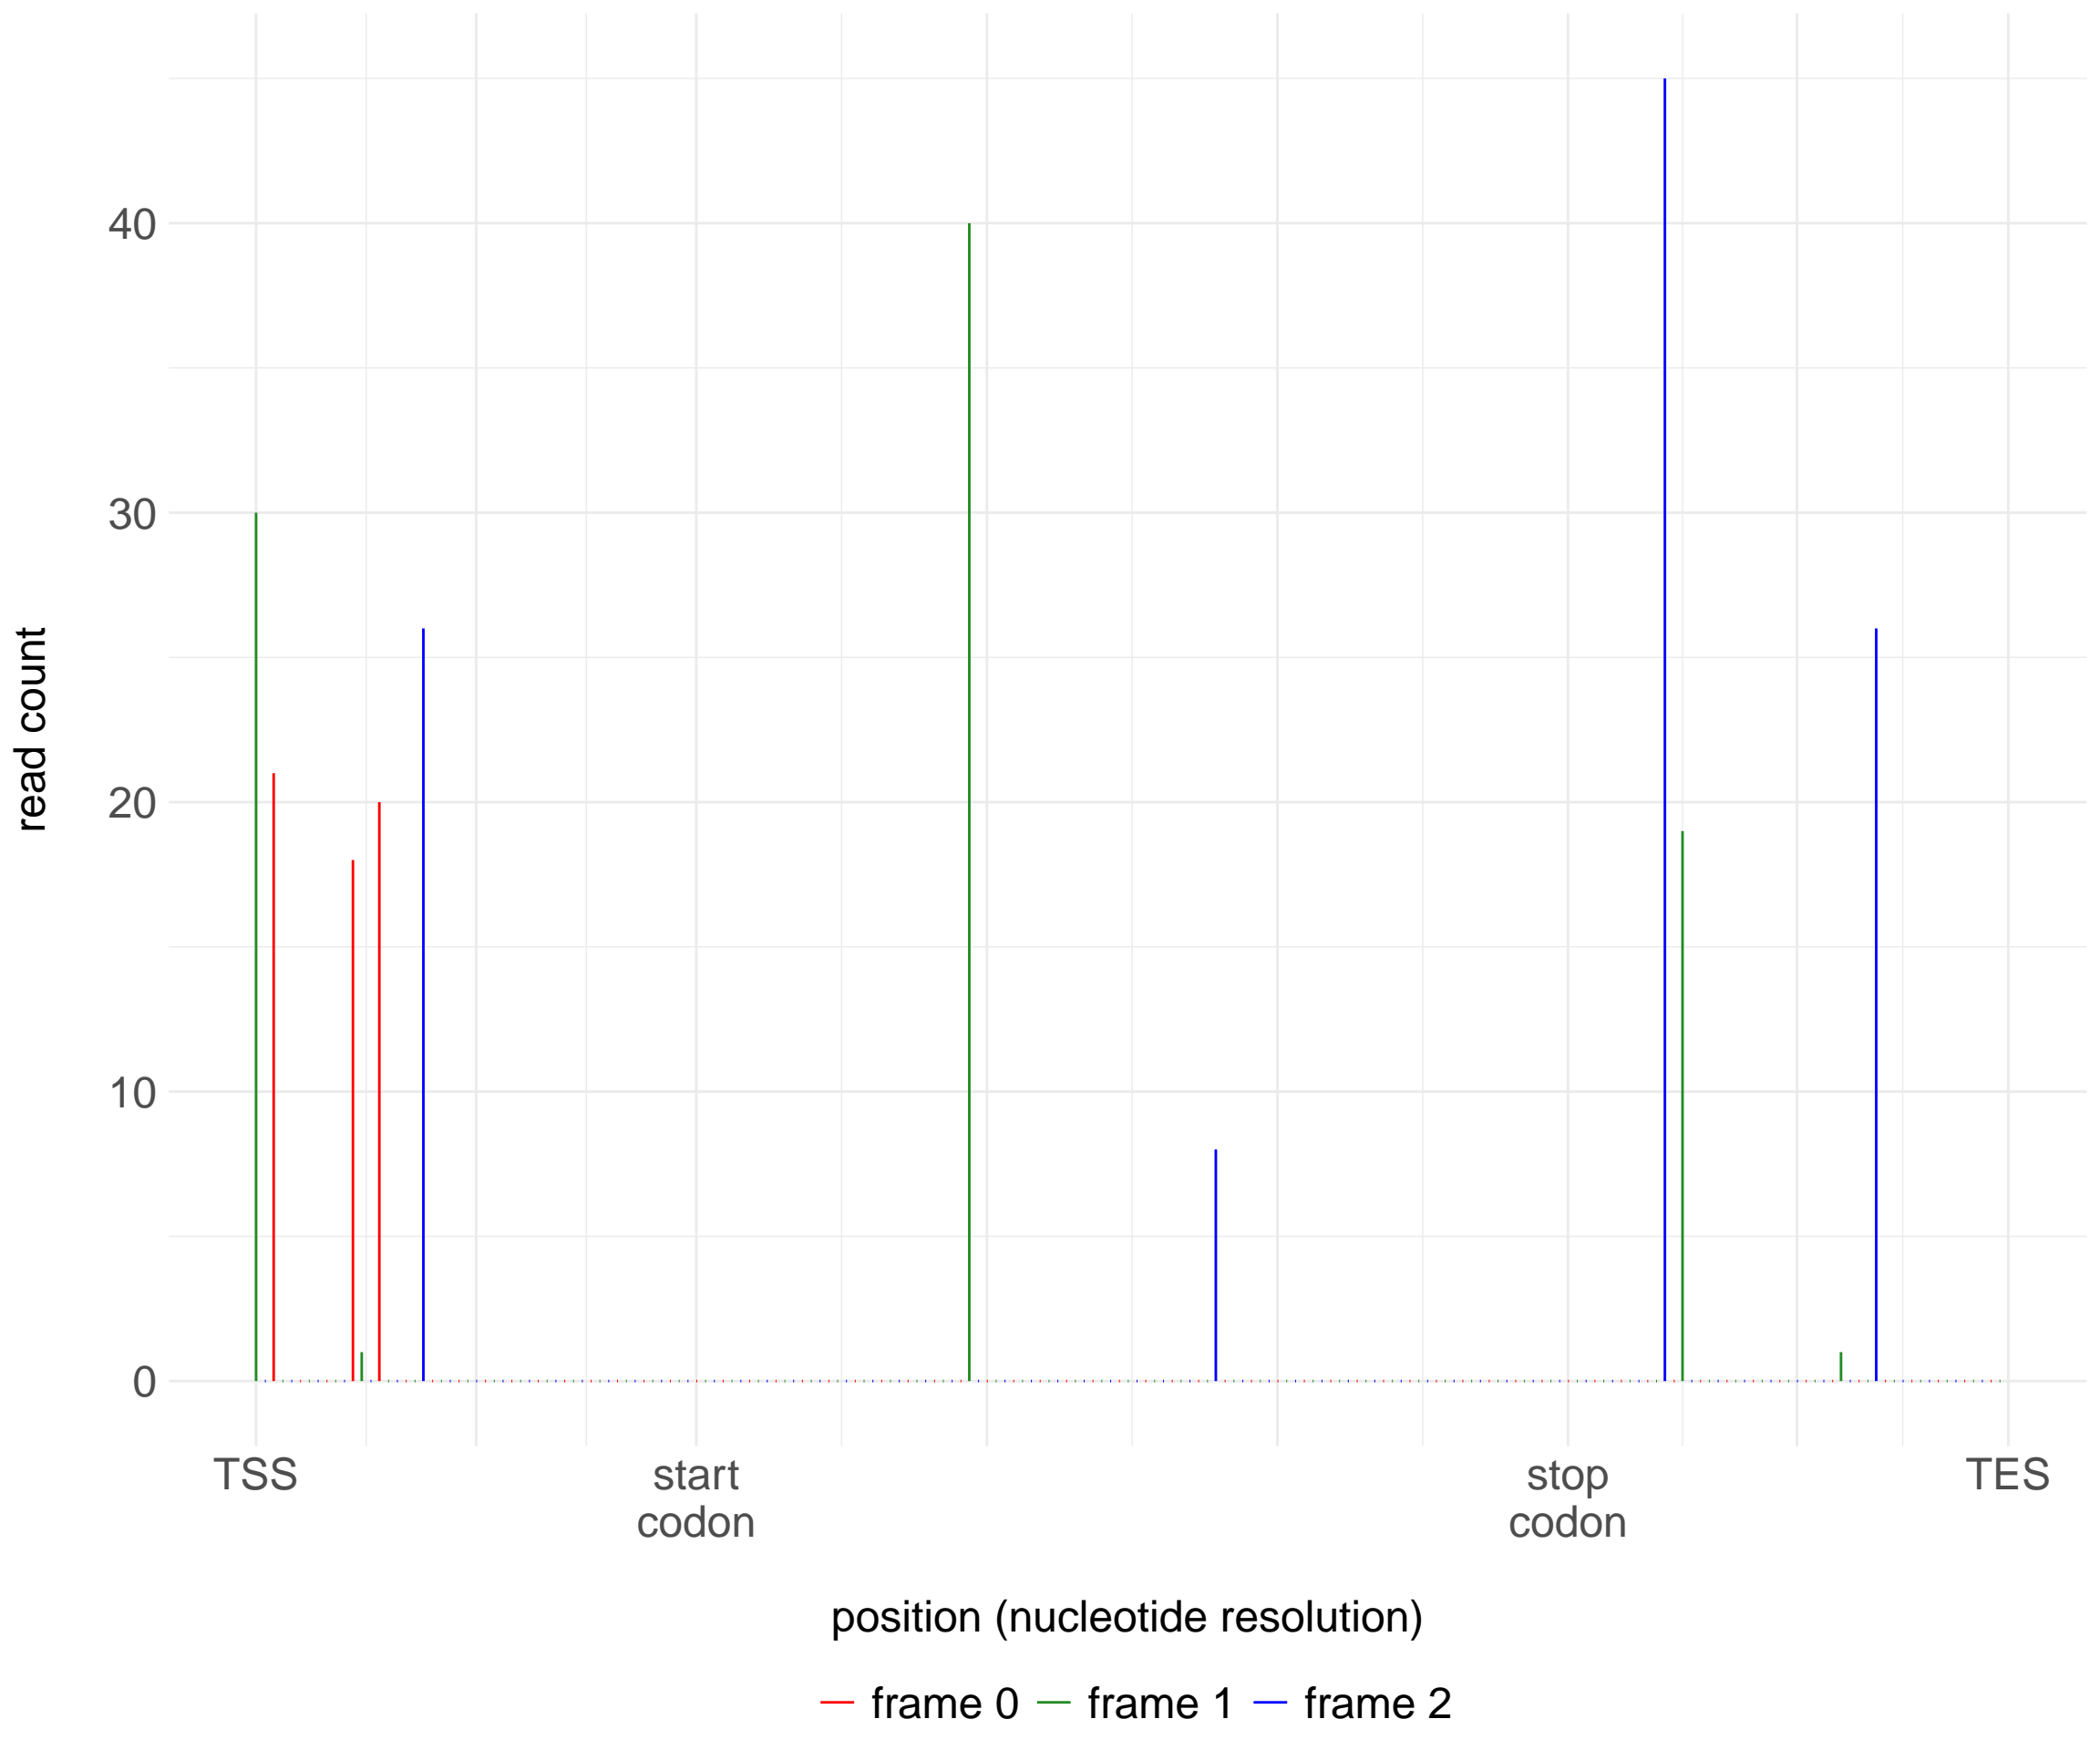 read count
40
30
20
10
0
TSS
start
codon
stop
codon
TES
position (nucleotide resolution)
frame 0 frame 1 frame 2